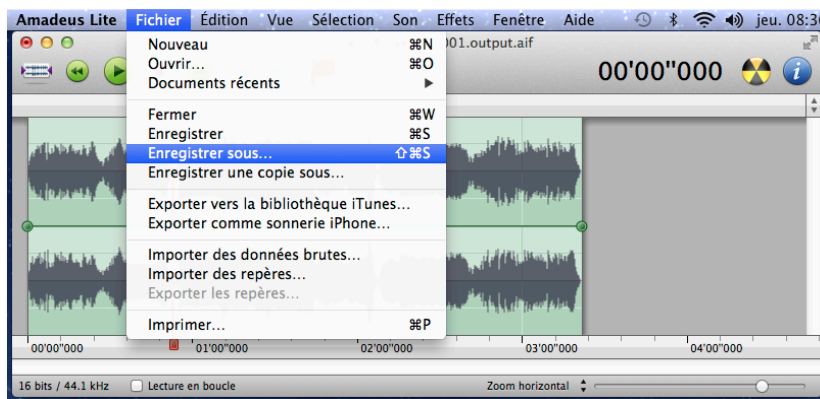 Amadeus Lite Fichier Édition Vue Sélection Son Effets Fenêtre Aide jeu. 08:3
001.output.aif
Nouveau ⌘N
Ouvrir... ⌘O
Documents récents ▶
00'00"000
Fermer ⌘W
Enregistrer ⌘S
Enregistrer sous... ⇧⌘S
Enregistrer une copie sous...
Exporter vers la bibliothèque iTunes...
Exporter comme sonnerie iPhone...
Importer des données brutes...
Importer des repères...
Exporter les repères...
Imprimer... ⌘P
00'00"000 01'00"000 02'00"000 03'00"000 04'00"000
16 bits / 44.1 kHz Lecture en boucle Zoom horizontal